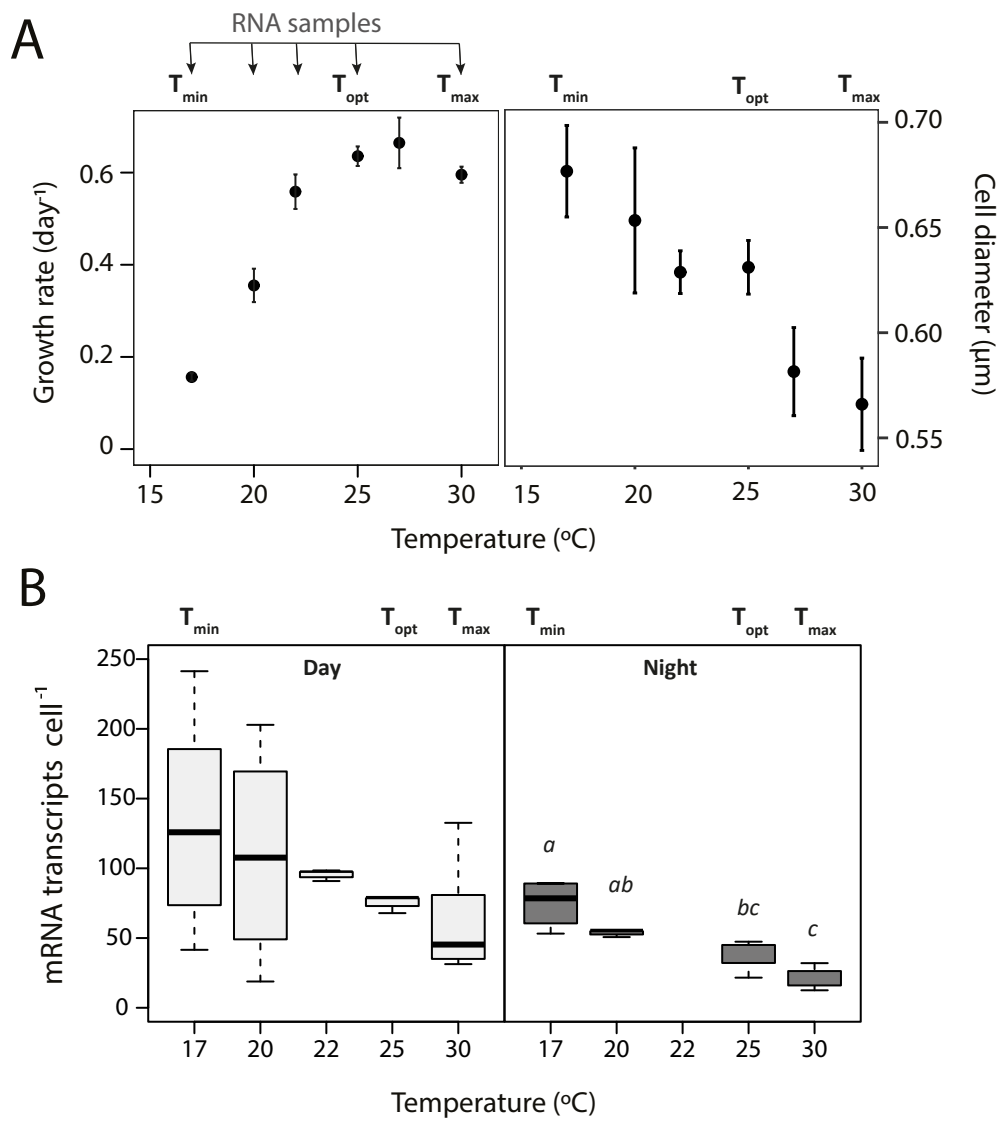 A
RNA samples
Tmin Topt Tmax
Tmin Topt Tmax
Growth rate (day⁻¹)
0.6
0.4
0.2
0
15 20 25 30
0.70
0.65
0.60
0.55
Cell diameter (µm)
15 20 25 30
Temperature (ºC)
B
Tmin Topt Tmax
Tmin Topt Tmax
mRNA transcripts cell⁻¹
250
200
150
100
50
0
Day
Night
a
ab
bc
c
17 20 22 25 30
17 20 22 25 30
Temperature (ºC)